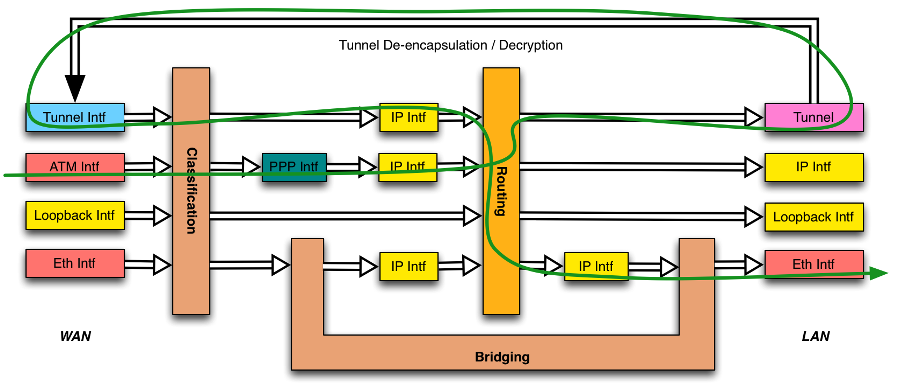 Tunnel De-encapsulation / Decryption
Tunnel Intf
IP Intf
Tunnel
ATM Intf
PPP Intf
IP Intf
IP Intf
Classification
Routing
Loopback Intf
Loopback Intf
Eth Intf
IP Intf
IP Intf
Eth Intf
WAN
LAN
Bridging